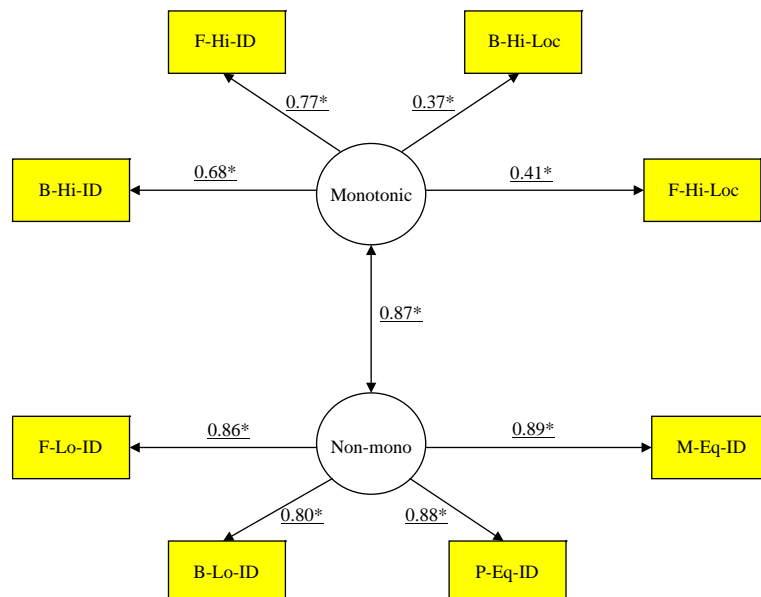 F-Hi-ID
B-Hi-Loc
0.77*
0.37*
B-Hi-ID
0.68*
Monotonic
0.41*
F-Hi-Loc
0.87*
F-Lo-ID
0.86*
Non-mono
0.89*
M-Eq-ID
0.80*
0.88*
B-Lo-ID
P-Eq-ID